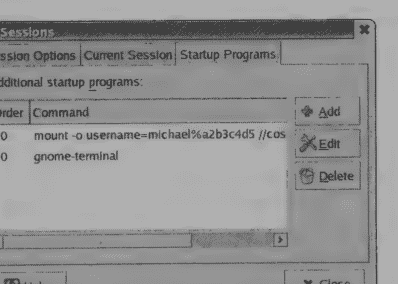 Sessions
ssion Options Current Session Startup Programs
dditional startup programs:
rder Command
0 mount -o username=michael%a2b3c4d5 //cos
0 gnome-terminal
Add
Edit
Delete
Close